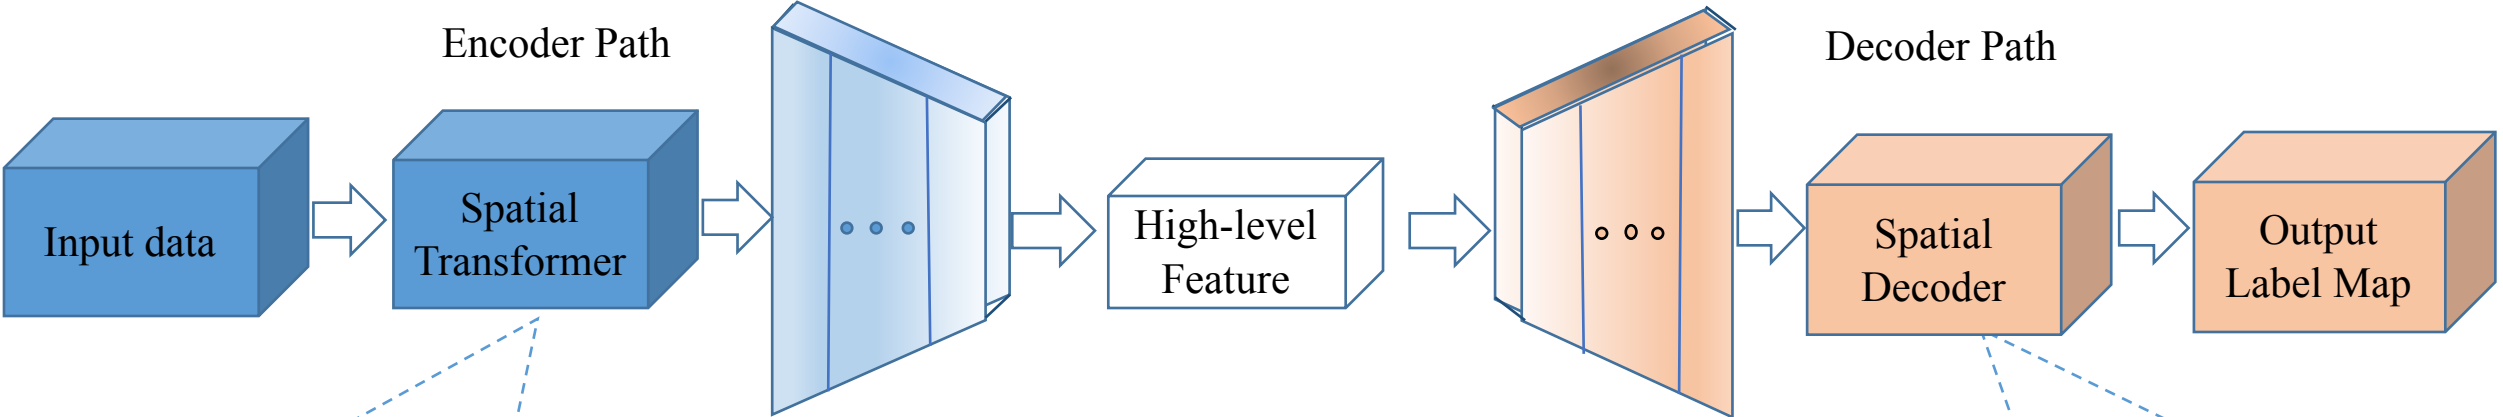 Encoder Path
Decoder Path
Input data
Spatial
Transformer
High-level
Feature
Spatial
Decoder
Output
Label Map